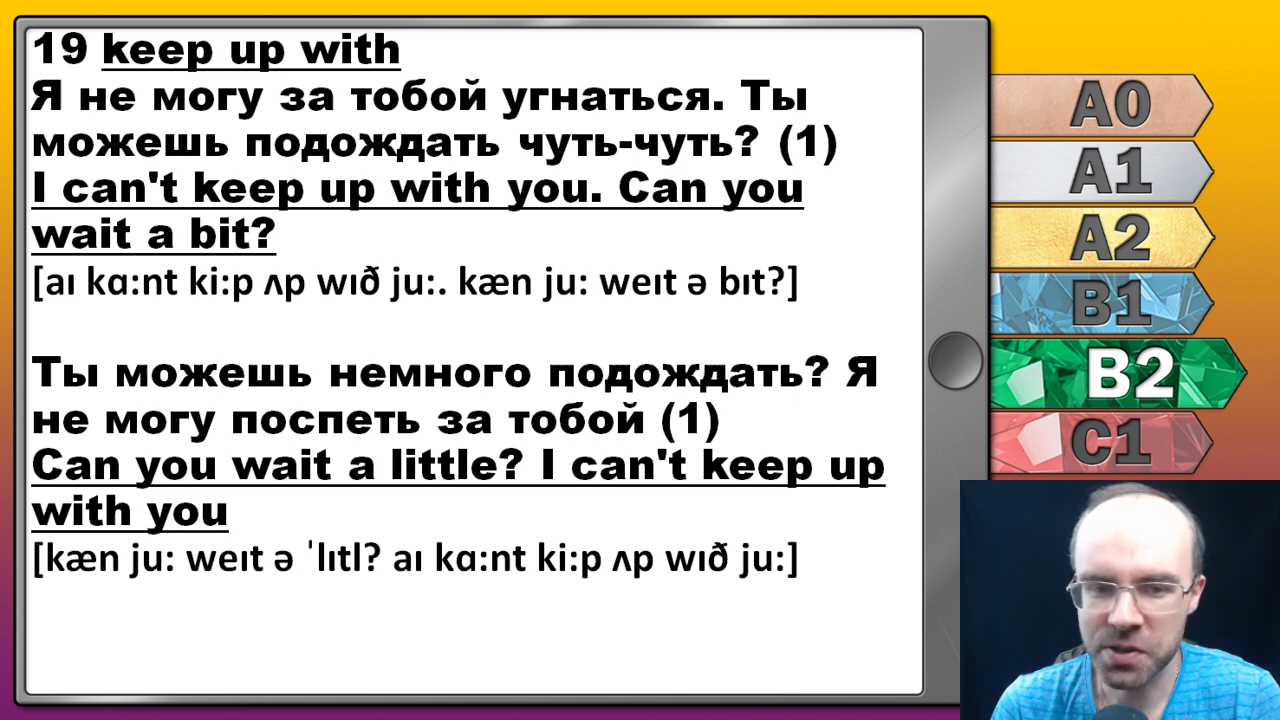 19 keep up with
Я не могу за тобой угнаться. Ты
можешь подождать чуть-чуть? (1)
I can't keep up with you. Can you
wait a bit?
[aɪ kɑ:nt ki:p ʌp wɪð ju:. kæn ju: weɪt ə bɪt?]
Ты можешь немного подождать? Я
не могу поспеть за тобой (1)
Can you wait a little? I can't keep up
with you
[kæn ju: weɪt ə ˈlɪtl? aɪ kɑ:nt ki:p ʌp wɪð ju:]
A0
A1
A2
B1
B2
C1